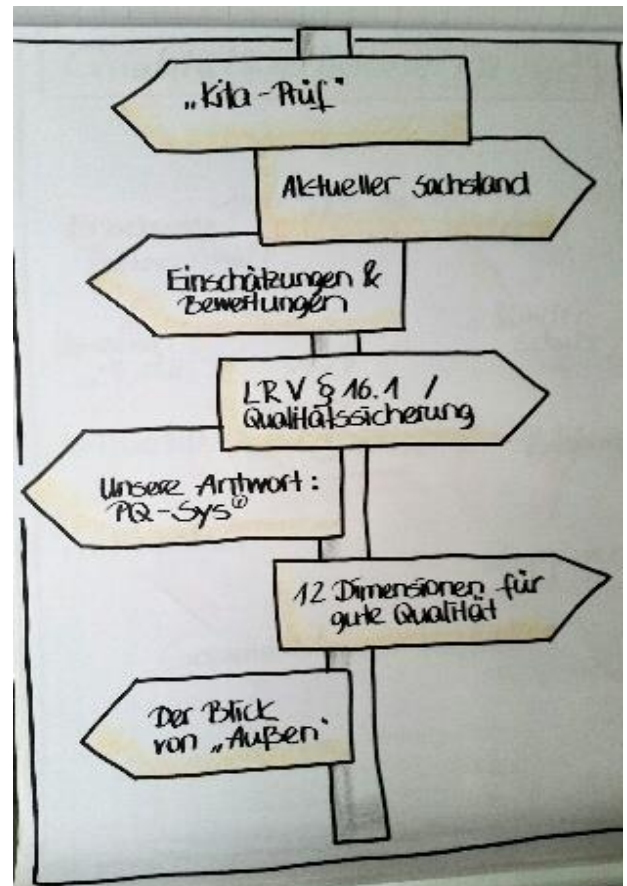 „Kita-Prüf"
Aktueller Sachstand
Einschätzungen &
Bewertungen
LRV § 16.1 /
Qualitätssicherung
Unsere Antwort:
PQ-Sys®
12 Dimensionen für
gute Qualität
Der Blick
von „Außen"